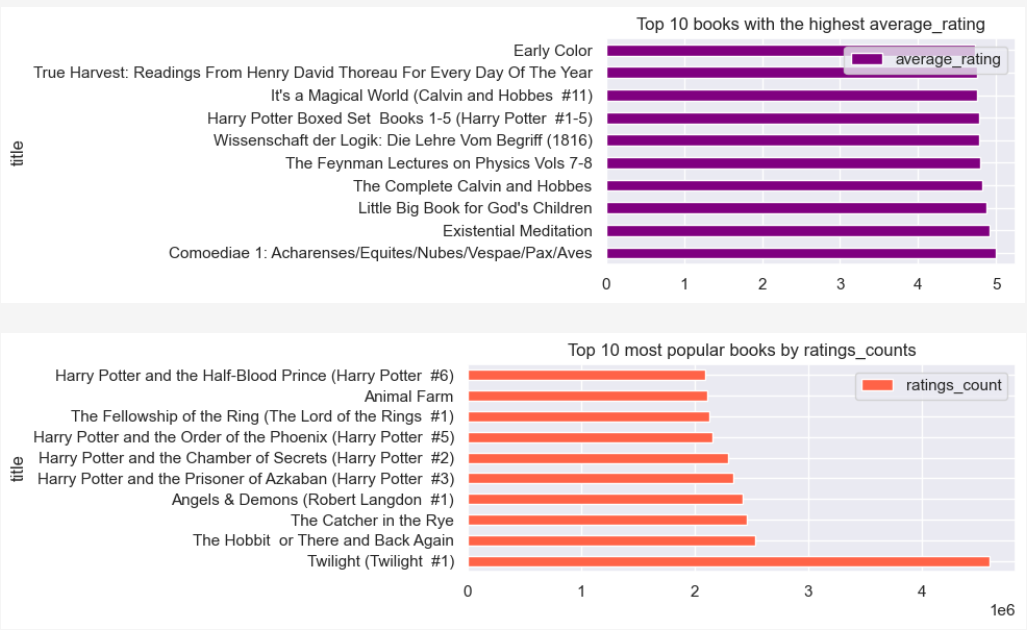 Top 10 books with the highest average_rating
title
Early Color
True Harvest: Readings From Henry David Thoreau For Every Day Of The Year
It's a Magical World (Calvin and Hobbes  #11)
Harry Potter Boxed Set  Books 1-5 (Harry Potter  #1-5)
Wissenschaft der Logik: Die Lehre Vom Begriff (1816)
The Feynman Lectures on Physics Vols 7-8
The Complete Calvin and Hobbes
Little Big Book for God's Children
Existential Meditation
Comoediae 1: Acharenses/Equites/Nubes/Vespae/Pax/Aves
average_rating
0 1 2 3 4 5
Top 10 most popular books by ratings_counts
title
Harry Potter and the Half-Blood Prince (Harry Potter  #6)
Animal Farm
The Fellowship of the Ring (The Lord of the Rings  #1)
Harry Potter and the Order of the Phoenix (Harry Potter  #5)
Harry Potter and the Chamber of Secrets (Harry Potter  #2)
Harry Potter and the Prisoner of Azkaban (Harry Potter  #3)
Angels & Demons (Robert Langdon  #1)
The Catcher in the Rye
The Hobbit  or There and Back Again
Twilight (Twilight  #1)
ratings_count
0 1 2 3 4
1e6